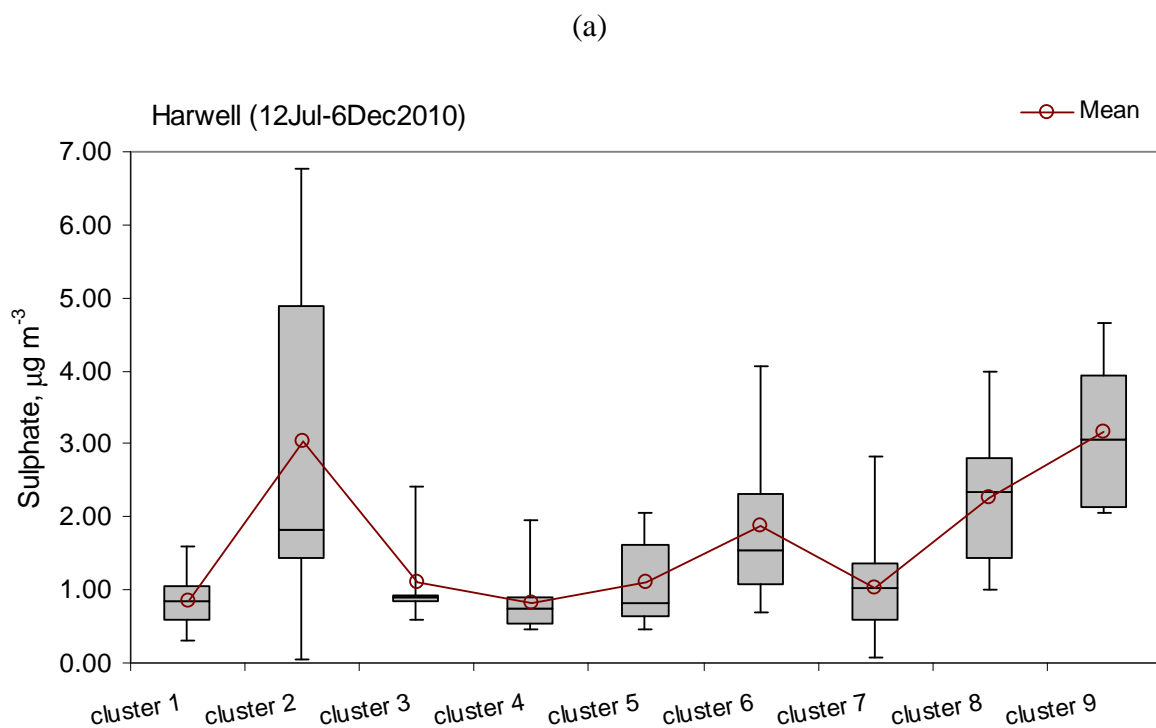 (a)
Harwell (12Jul-6Dec2010)
Mean
7.00
6.00
5.00
4.00
3.00
2.00
1.00
0.00
Sulphate, μg m-3
cluster 1
cluster 2
cluster 3
cluster 4
cluster 5
cluster 6
cluster 7
cluster 8
cluster 9